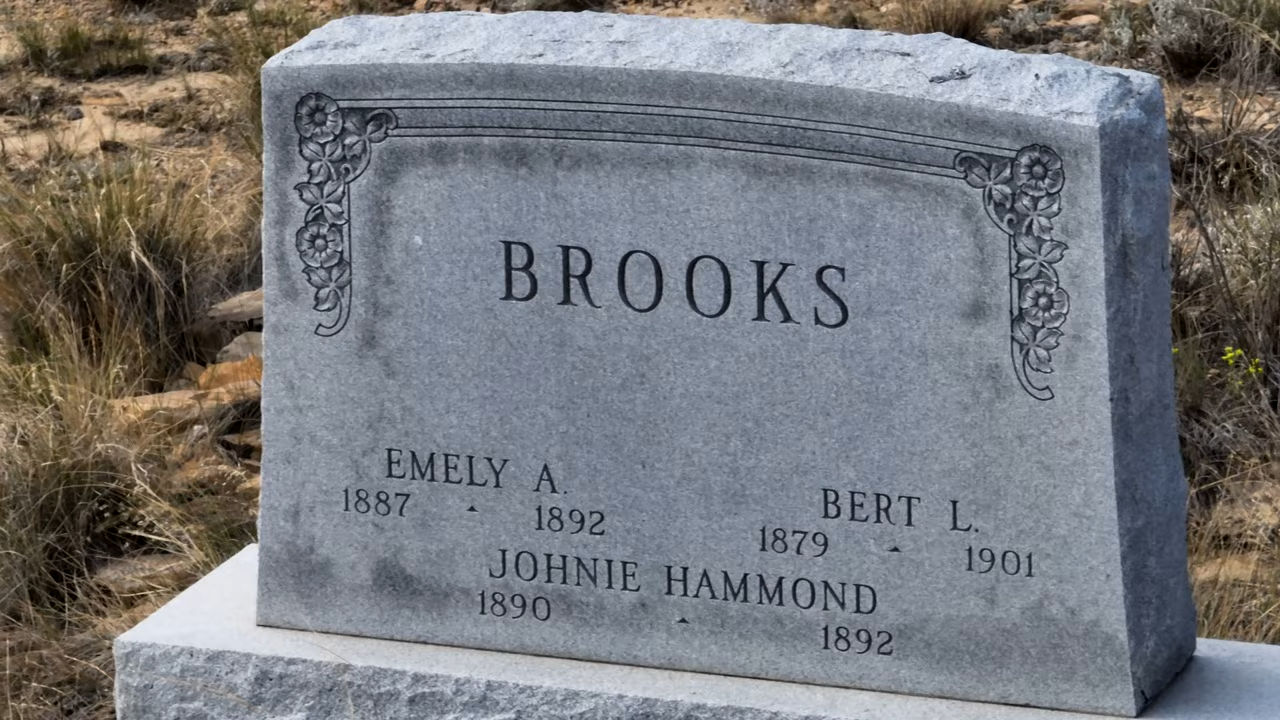 BROOKS
EMELY A.
1887 - 1892
BERT L.
1879 - 1901
JOHNIE HAMMOND
1890 - 1892